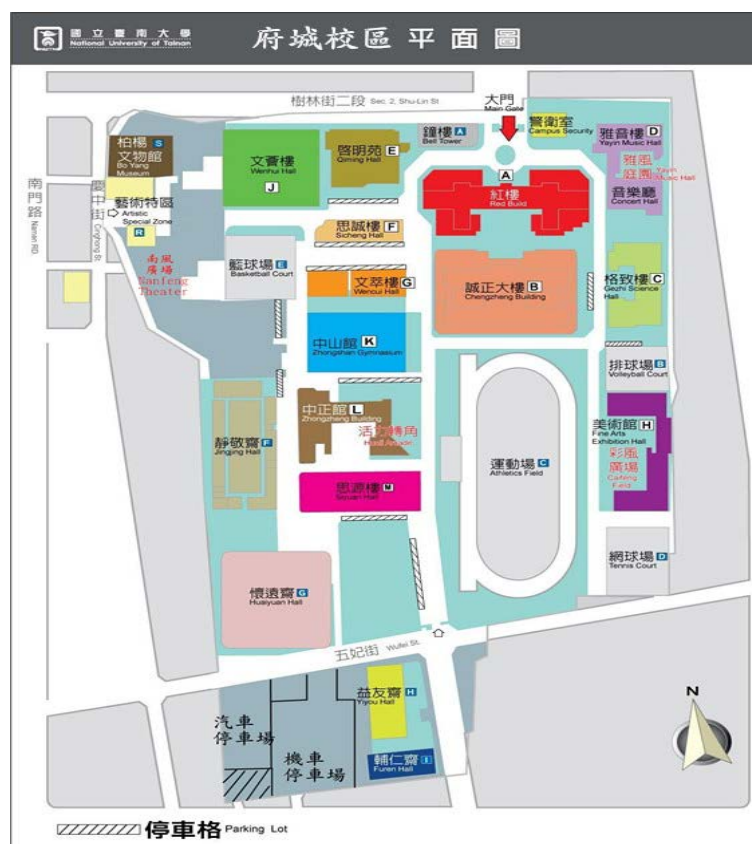 國立臺南大學
National University of Tainan
府城校區平面圖
樹林街二段 Sec. 2, Shu-Lin St
大門
Main Gate
警衛室
Campus Security
鐘樓 A
Bell Tower
雅音樓 D
Yayin Music Hall
雅風
庭園 Yayin
Music Hall
音樂廳
Concert Hall
柏楊 S
文物館
Bo Yang
Museum
文薈樓
Wenhui Hall
J
啓明苑 E
Qiming Hall
A
紅樓
Red Build
南門路
Nanmen RD
慶中街
藝術特區
Artistic
Special Zone
R
思誠樓 F
Sicheng Hall
南風
廣場
Nanfeng
Theater
籃球場 E
Basketball Court
文萃樓 G
Wencui Hall
誠正大樓 B
Chengzheng Building
格致樓 C
Gezhi Science
Hall
中山館 K
Zhongshan Gymnasium
排球場 B
Volleyball Court
中正館 L
Zhongzheng Building
活力轉角
美術館 H
Fine Arts
Exhibition Hall
彩風
廣場
Caifeng
Field
靜敬齋 F
Jingjing Hall
運動場 C
Athletics Field
思源樓 M
Siyuan Hall
網球場 D
Tennis Court
懷遠齋 G
Huaiyuan Hall
五妃街 Wufei St.
益友齋 H
Yiyou Hall
汽車
停車場
機車
停車場
輔仁齋 I
Furen Hall
N
停車格 Parking Lot